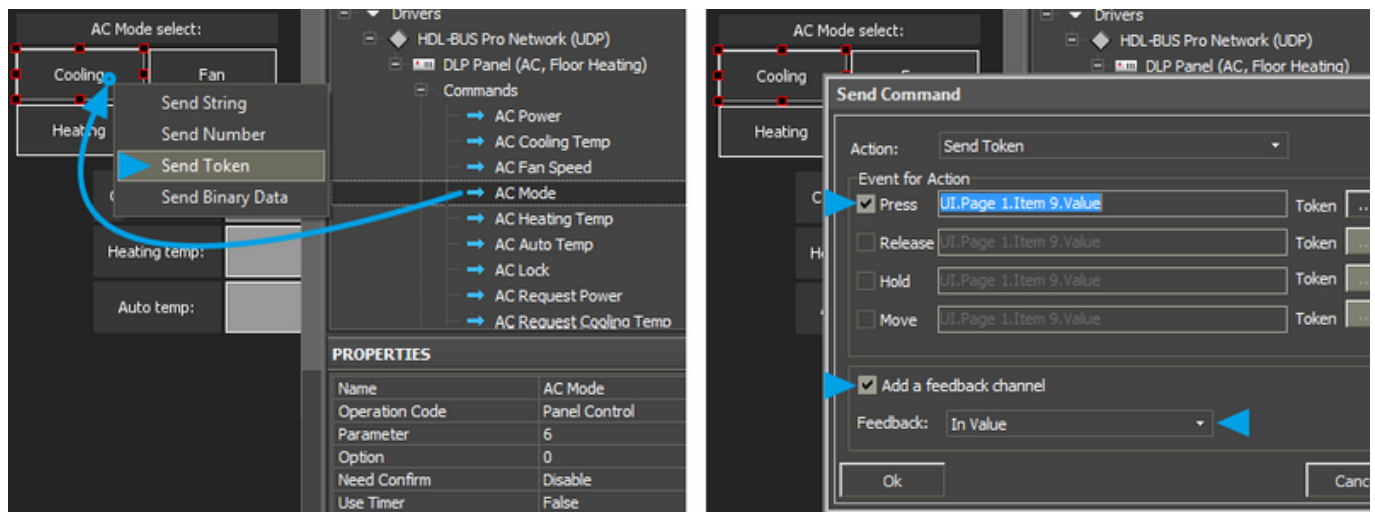 AC Mode select:
Cooling
Fan
Heating
Send String
Send Number
Send Token
Send Binary Data
Heating temp:
Auto temp:
Drivers
HDL-BUS Pro Network (UDP)
DLP Panel (AC, Floor Heating)
Commands
AC Power
AC Cooling Temp
AC Fan Speed
AC Mode
AC Heating Temp
AC Auto Temp
AC Lock
AC Request Power
AC Request Cooling Temp
PROPERTIES
Name AC Mode
Operation Code Panel Control
Parameter 6
Option 0
Need Confirm Disable
Use Timer False
AC Mode select:
Cooling
Heating
Drivers
HDL-BUS Pro Network (UDP)
DLP Panel (AC, Floor Heating)
Send Command
Action: Send Token
Event for Action
Press UI.Page 1.Item 9.Value Token ...
Release UI.Page 1.Item 9.Value Token ...
Hold UI.Page 1.Item 9.Value Token ...
Move UI.Page 1.Item 9.Value Token ...
Add a feedback channel
Feedback: In Value
Ok
Canc